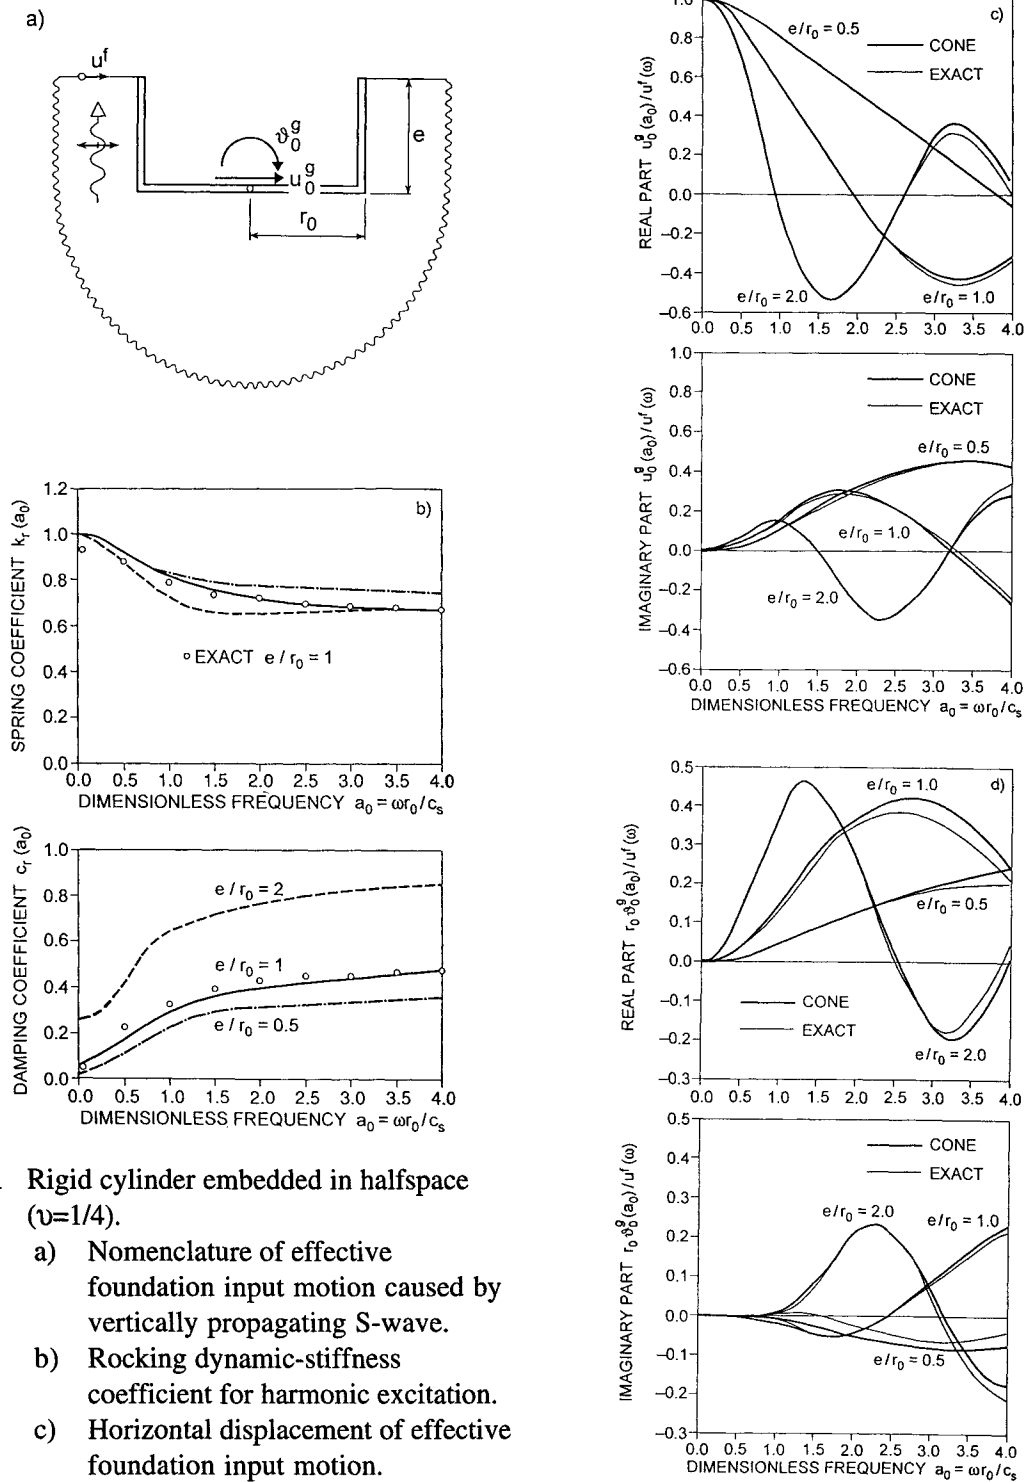 a)
u^f
ϑ_0^g
u_0^g
e
r_0
SPRING COEFFICIENT k_r (a_0)
1.2
1.0
0.8
0.6
0.4
0.2
0.0
b)
∘ EXACT e / r_0 = 1
0.0 0.5 1.0 1.5 2.0 2.5 3.0 3.5 4.0
DIMENSIONLESS FREQUENCY a_0 = ωr_0/c_s
DAMPING COEFFICIENT c_r (a_0)
1.0
0.8
0.6
0.4
0.2
0.0
e / r_0 = 2
e / r_0 = 1
e / r_0 = 0.5
0.0 0.5 1.0 1.5 2.0 2.5 3.0 3.5 4.0
DIMENSIONLESS FREQUENCY a_0 = ωr_0/c_s
Rigid cylinder embedded in halfspace
(υ=1/4).
a) Nomenclature of effective
foundation input motion caused by
vertically propagating S-wave.
b) Rocking dynamic-stiffness
coefficient for harmonic excitation.
c) Horizontal displacement of effective
foundation input motion.
REAL PART u_0^g (a_0)/u^f (ω)
1.0
0.8
0.6
0.4
0.2
0.0
−0.2
−0.4
−0.6
c)
e/r_0 = 0.5
CONE
EXACT
e/r_0 = 2.0
e/r_0 = 1.0
0.0 0.5 1.0 1.5 2.0 2.5 3.0 3.5 4.0
IMAGINARY PART u_0^g (a_0)/u^f (ω)
1.0
0.8
0.6
0.4
0.2
0.0
−0.2
−0.4
−0.6
CONE
EXACT
e/r_0 = 0.5
e/r_0 = 1.0
e/r_0 = 2.0
0.0 0.5 1.0 1.5 2.0 2.5 3.0 3.5 4.0
DIMENSIONLESS FREQUENCY a_0 = ωr_0/c_s
REAL PART r_0 ϑ_0^g (a_0)/u^f (ω)
0.5
0.4
0.3
0.2
0.1
0.0
−0.1
−0.2
−0.3
d)
e/r_0 = 1.0
e/r_0 = 0.5
CONE
EXACT
e/r_0 = 2.0
0.0 0.5 1.0 1.5 2.0 2.5 3.0 3.5 4.0
IMAGINARY PART r_0 ϑ_0^g (a_0)/u^f (ω)
0.5
0.4
0.3
0.2
0.1
0.0
−0.1
−0.2
−0.3
CONE
EXACT
e/r_0 = 2.0
e/r_0 = 1.0
e/r_0 = 0.5
0.0 0.5 1.0 1.5 2.0 2.5 3.0 3.5 4.0
DIMENSIONLESS FREQUENCY a_0 = ωr_0/c_s